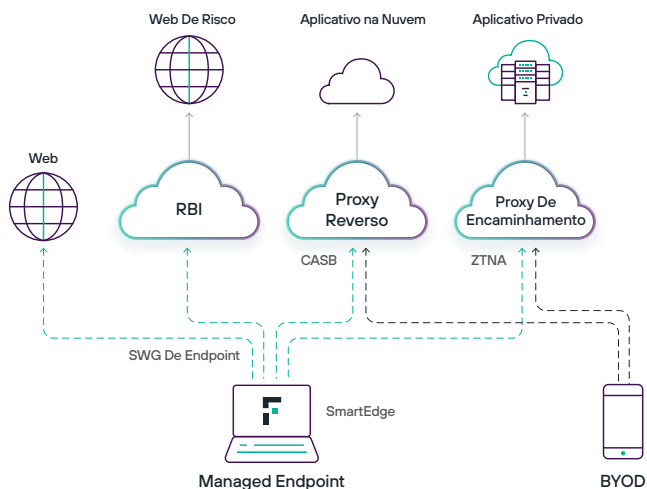 Web De Risco
Aplicativo na Nuvem
Aplicativo Privado
Web
RBI
Proxy
Reverso
Proxy De
Encaminhamento
CASB
ZTNA
SWG De Endpoint
SmartEdge
Managed Endpoint
BYOD